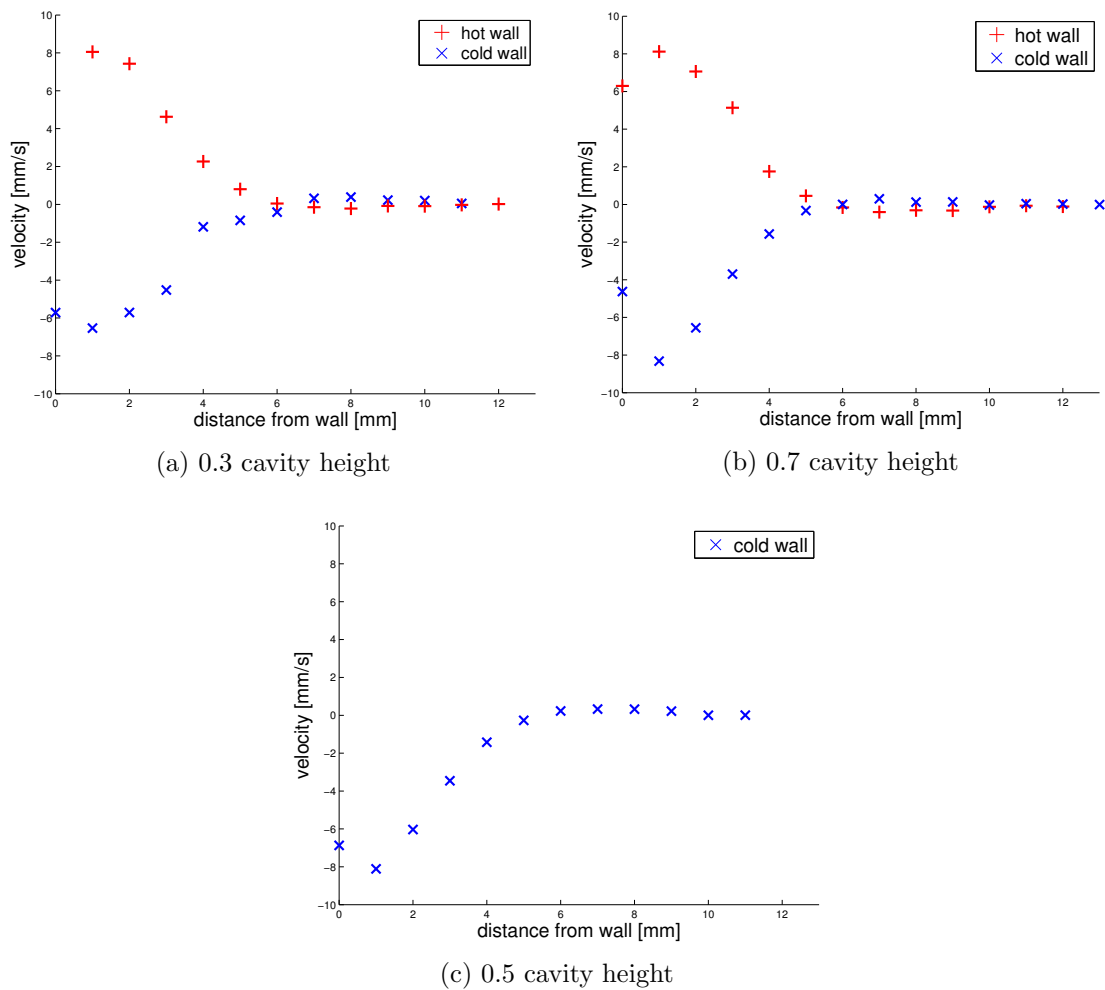 10
8
6
4
2
0
−2
−4
−6
−8
−10
velocity [mm/s]
0 2 4 6 8 10 12
distance from wall [mm]
hot wall
cold wall
(a) 0.3 cavity height
10
8
6
4
2
0
−2
−4
−6
−8
−10
velocity [mm/s]
0 2 4 6 8 10 12
distance from wall [mm]
hot wall
cold wall
(b) 0.7 cavity height
10
8
6
4
2
0
−2
−4
−6
−8
−10
velocity [mm/s]
0 2 4 6 8 10 12
distance from wall [mm]
cold wall
(c) 0.5 cavity height